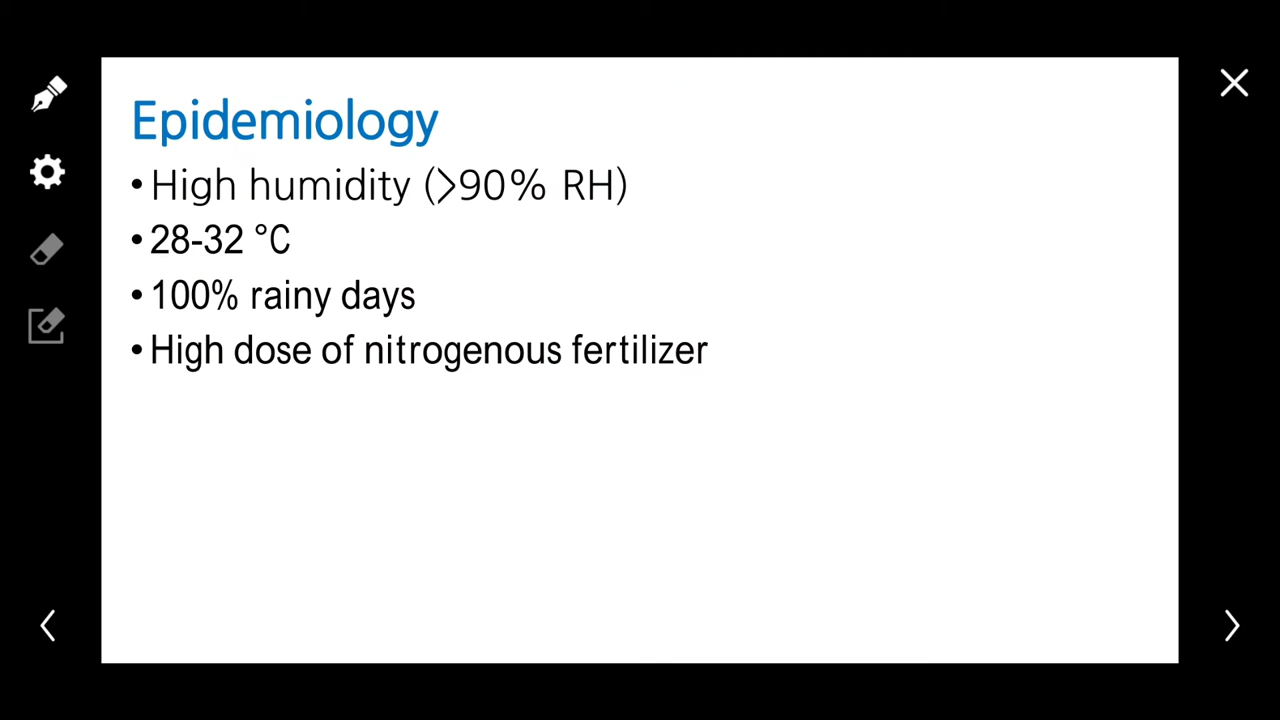 Epidemiology
• High humidity (>90% RH)
• 28-32 °C
• 100% rainy days
• High dose of nitrogenous fertilizer